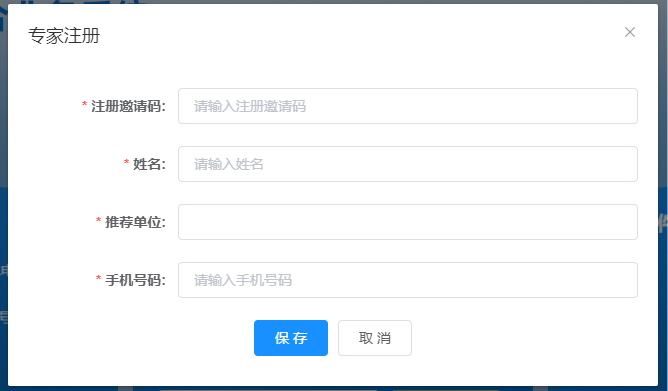 专家注册
* 注册邀请码: 请输入注册邀请码
* 姓名: 请输入姓名
* 推荐单位:
* 手机号码: 请输入手机号码
保 存 取 消